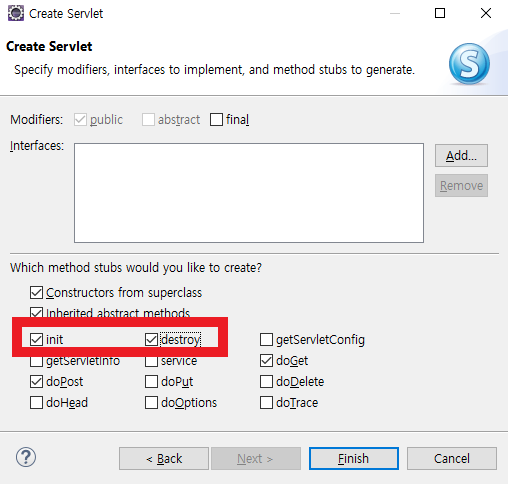 Create Servlet
Create Servlet
Specify modifiers, interfaces to implement, and method stubs to generate.
S
Modifiers: public abstract final
Interfaces:
Add...
Remove
Which method stubs would you like to create?
Constructors from superclass
Inherited abstract methods
init destroy getServletConfig
getServletInfo service doGet
doPost doPut doDelete
doHead doOptions doTrace
? < Back Next > Finish Cancel